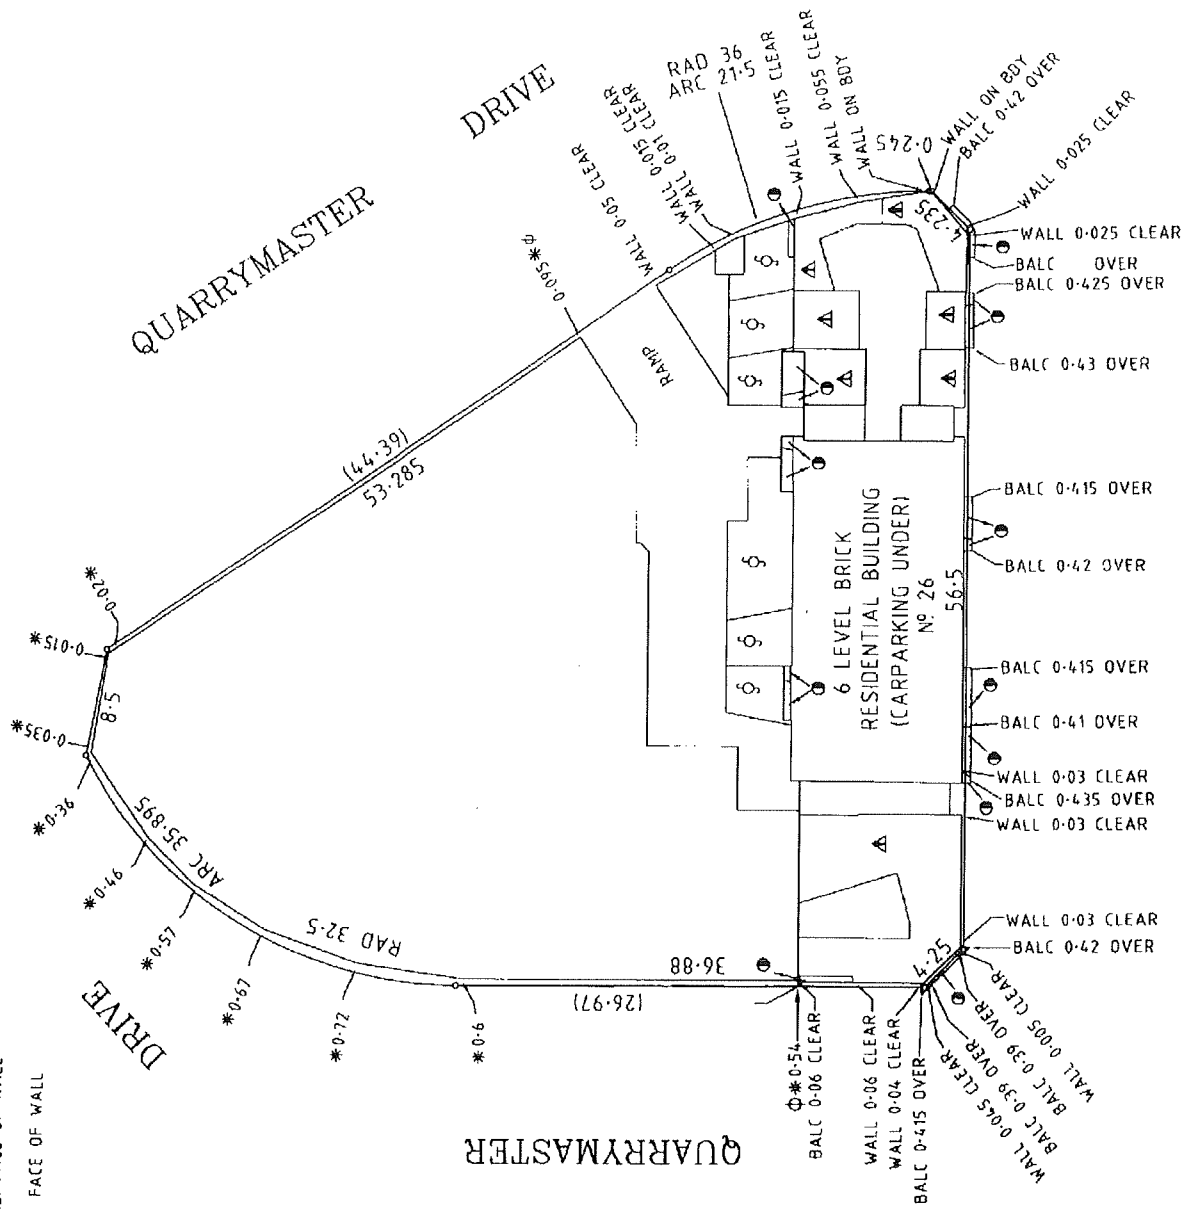 FACE OF WALL
QUARRYMASTER
DRIVE
DRIVE
QUARRYMASTER
RAD 36
ARC 21·5
WALL 0·015 CLEAR
WALL 0·055 CLEAR
WALL ON BDY
WALL 0·01 CLEAR
WALL 0·015 CLEAR
WALL 0·05 CLEAR
0·095*ф
RAMP
0·245
WALL ON BDY
BALC 0·42 OVER
WALL 0·025 CLEAR
4·235
WALL 0·025 CLEAR
BALC OVER
BALC 0·425 OVER
BALC 0·43 OVER
(44·39)
53·285
0·02*
0·015*
8·5
0·035*
*0·36
*0·46
*0·57
*0·67
*0·72
*0·6
ARC 35·895
RAD 32·5
36·88
(26·97)
6 LEVEL BRICK
RESIDENTIAL BUILDING
(CARPARKING UNDER)
Nº 26
56·5
BALC 0·415 OVER
BALC 0·42 OVER
BALC 0·415 OVER
BALC 0·41 OVER
WALL 0·03 CLEAR
BALC 0·435 OVER
WALL 0·03 CLEAR
WALL 0·03 CLEAR
BALC 0·42 OVER
4·25
ф*0·54
BALC 0·06 CLEAR
WALL 0·06 CLEAR
WALL 0·04 CLEAR
BALC 0·415 OVER
WALL 0·045 CLEAR
BALC 0·39 OVER
BALC 0·39 OVER
WALL 0·005 CLEAR